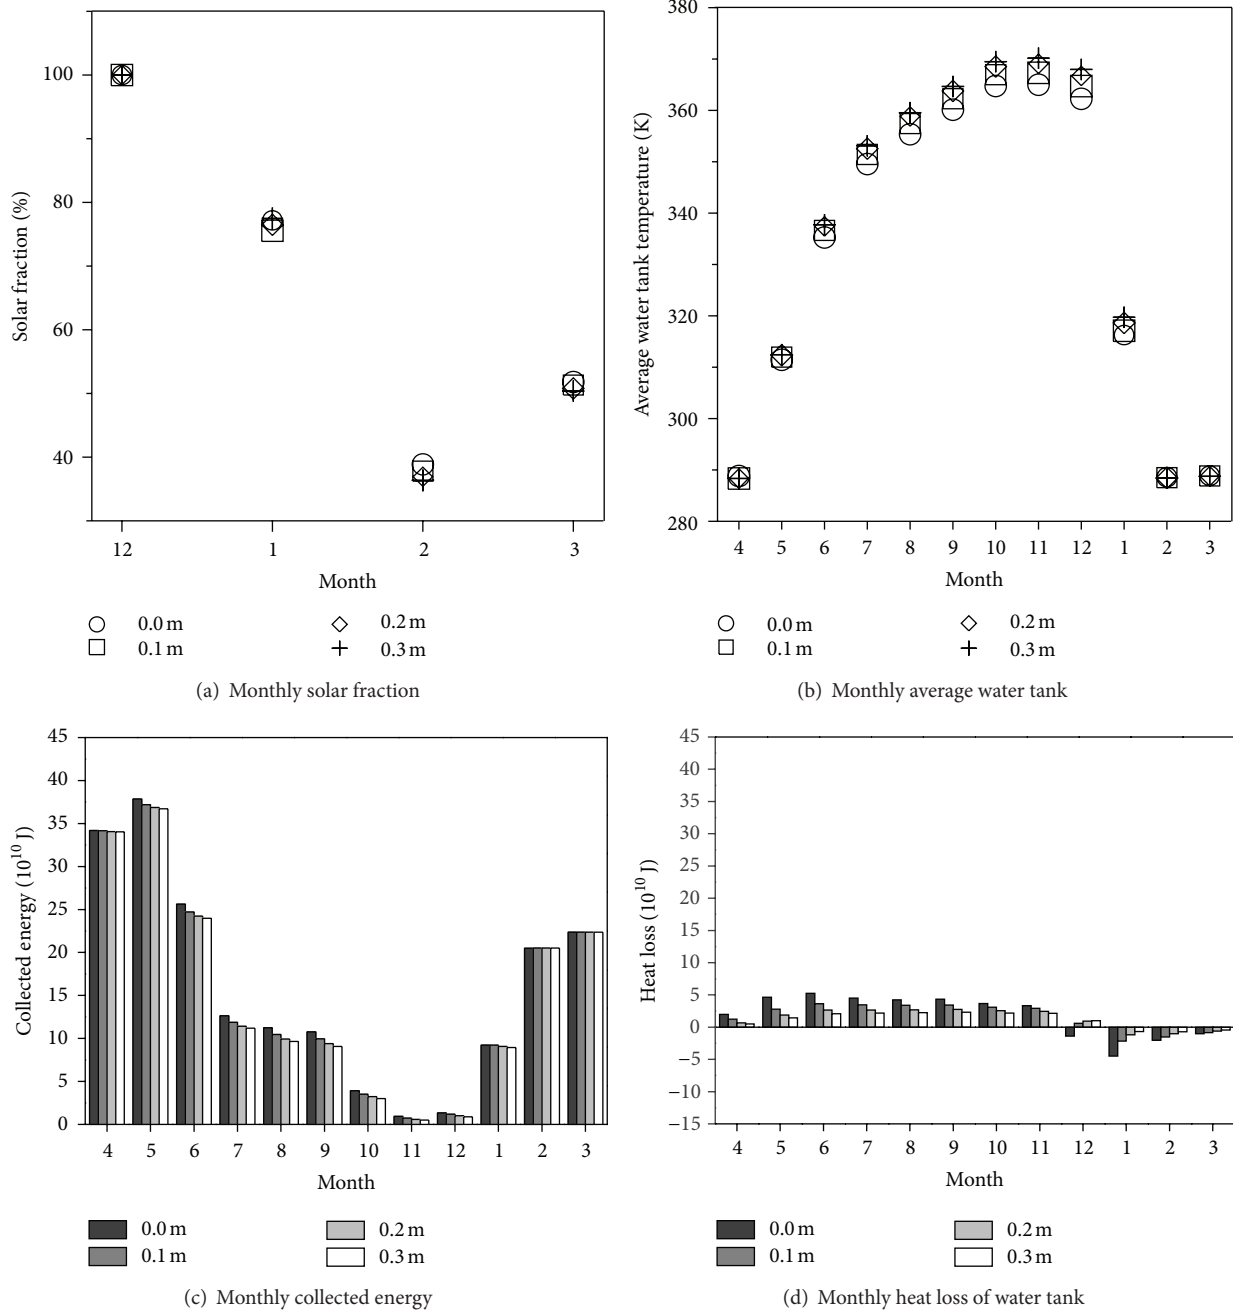 100
80
60
40
Solar fraction (%)
12 1 2 3
Month
0.0 m 0.2 m
0.1 m 0.3 m
(a) Monthly solar fraction
380
360
340
320
290
280
Average water tank temperature (K)
4 5 6 7 8 9 10 11 12 1 2 3
Month
0.0 m 0.2 m
0.1 m 0.3 m
(b) Monthly average water tank
45
40
35
30
25
20
15
10
5
0
Collected energy (10^10 J)
4 5 6 7 8 9 10 11 12 1 2 3
Month
0.0 m 0.2 m
0.1 m 0.3 m
(c) Monthly collected energy
45
40
35
30
25
20
15
10
5
0
−5
−10
−15
Heat loss (10^10 J)
4 5 6 7 8 9 10 11 12 1 2 3
Month
0.0 m 0.2 m
0.1 m 0.3 m
(d) Monthly heat loss of water tank